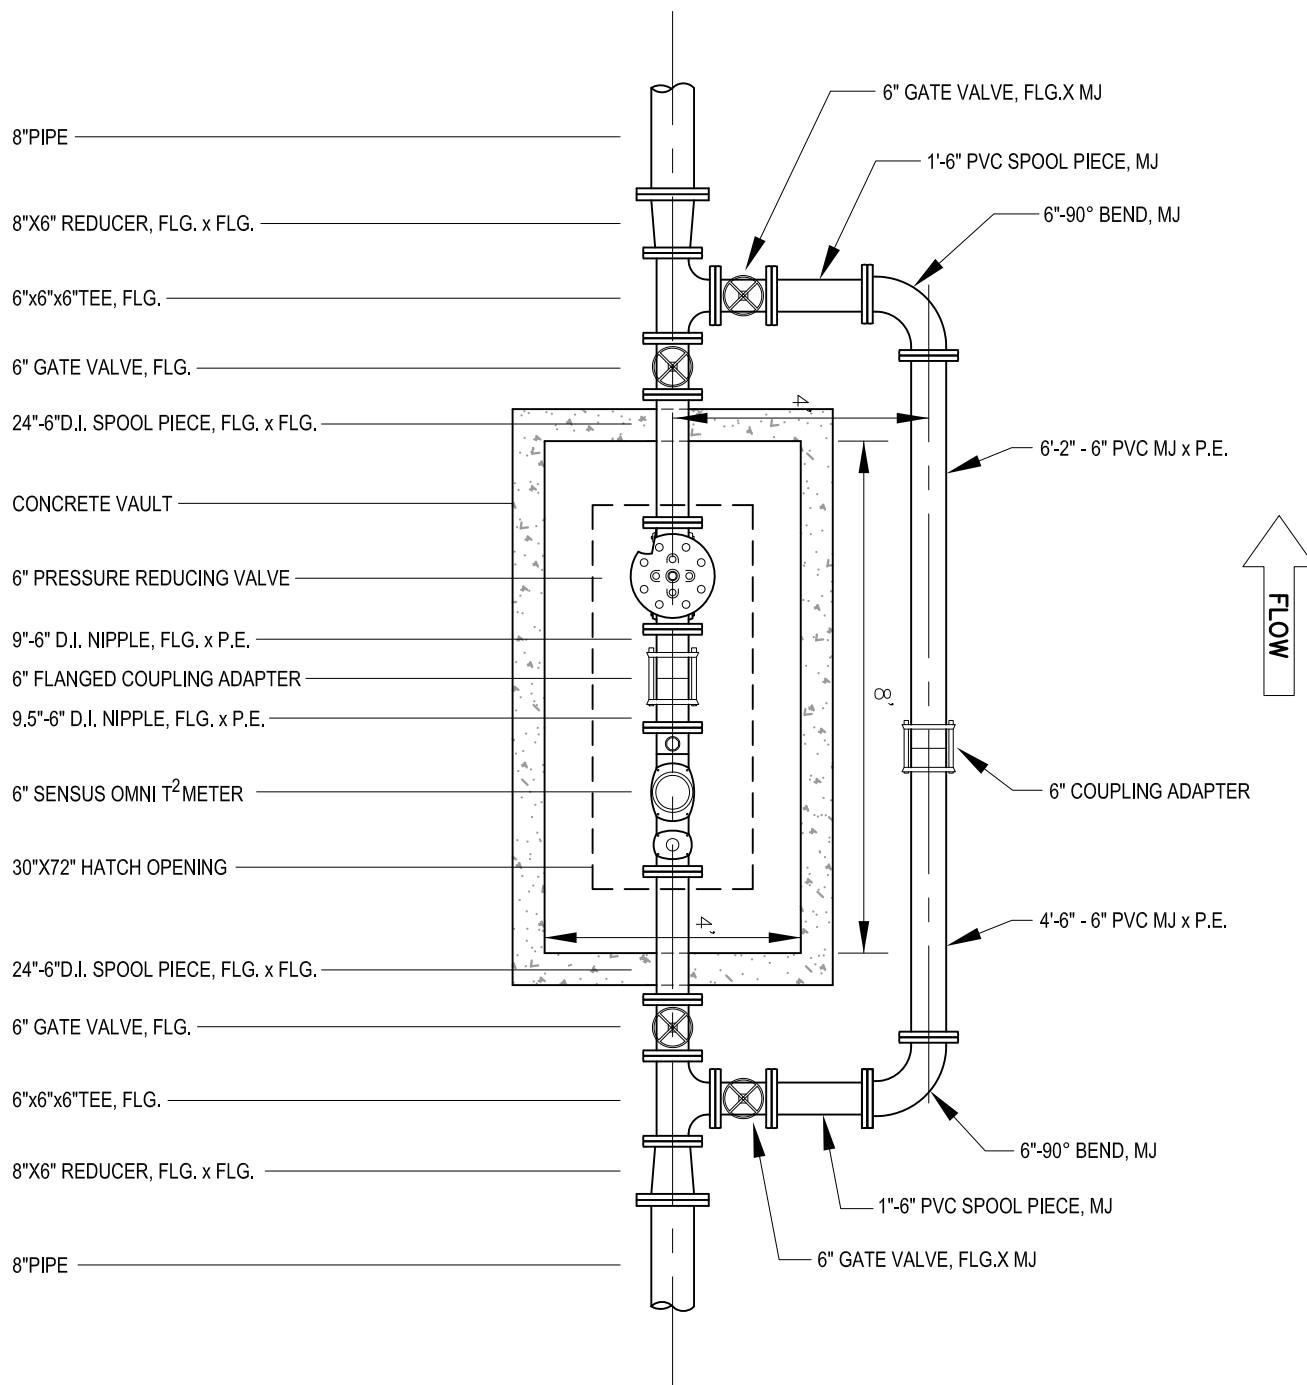 8"PIPE
8"X6" REDUCER, FLG. x FLG.
6"x6"x6"TEE, FLG.
6" GATE VALVE, FLG.
24"-6"D.I. SPOOL PIECE, FLG. x FLG.
CONCRETE VAULT
6" PRESSURE REDUCING VALVE
9"-6" D.I. NIPPLE, FLG. x P.E.
6" FLANGED COUPLING ADAPTER
9.5"-6" D.I. NIPPLE, FLG. x P.E.
6" SENSUS OMNI T² METER
30"X72" HATCH OPENING
24"-6"D.I. SPOOL PIECE, FLG. x FLG.
6" GATE VALVE, FLG.
6"x6"x6"TEE, FLG.
8"X6" REDUCER, FLG. x FLG.
8"PIPE
4'
8'
4'
6" GATE VALVE, FLG.X MJ
1'-6" PVC SPOOL PIECE, MJ
6"-90° BEND, MJ
6'-2" - 6" PVC MJ x P.E.
FLOW
6" COUPLING ADAPTER
4'-6" - 6" PVC MJ x P.E.
6"-90° BEND, MJ
1"-6" PVC SPOOL PIECE, MJ
6" GATE VALVE, FLG.X MJ